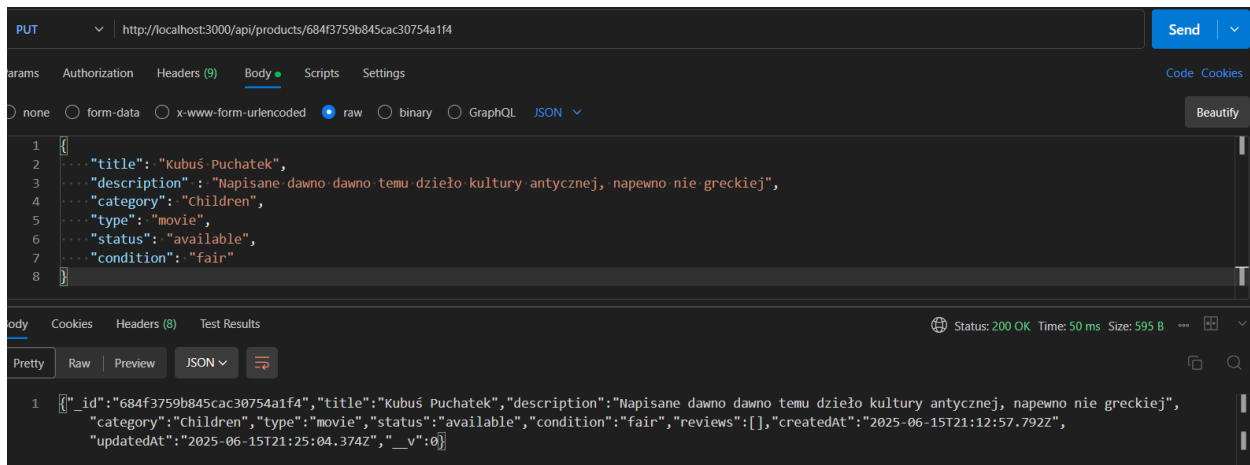 PUT http://localhost:3000/api/products/684f3759b845cac30754a1f4 Send
arams Authorization Headers (9) Body Scripts Settings Code Cookies
none form-data x-www-form-urlencoded raw binary GraphQL JSON Beautify
1 {
2 "title": "Kubuś Puchatek",
3 "description" : "Napisane dawno dawno temu dzieło kultury antycznej, napewno nie greckiej",
4 "category": "Children",
5 "type": "movie",
6 "status": "available",
7 "condition": "fair"
8 }
ody Cookies Headers (8) Test Results Status: 200 OK Time: 50 ms Size: 595 B
Pretty Raw Preview JSON
1 {"_id":"684f3759b845cac30754a1f4","title":"Kubuś Puchatek","description":"Napisane dawno dawno temu dzieło kultury antycznej, napewno nie greckiej",
"category":"Children","type":"movie","status":"available","condition":"fair","reviews":[],"createdAt":"2025-06-15T21:12:57.792Z",
"updatedAt":"2025-06-15T21:25:04.374Z","__v":0}